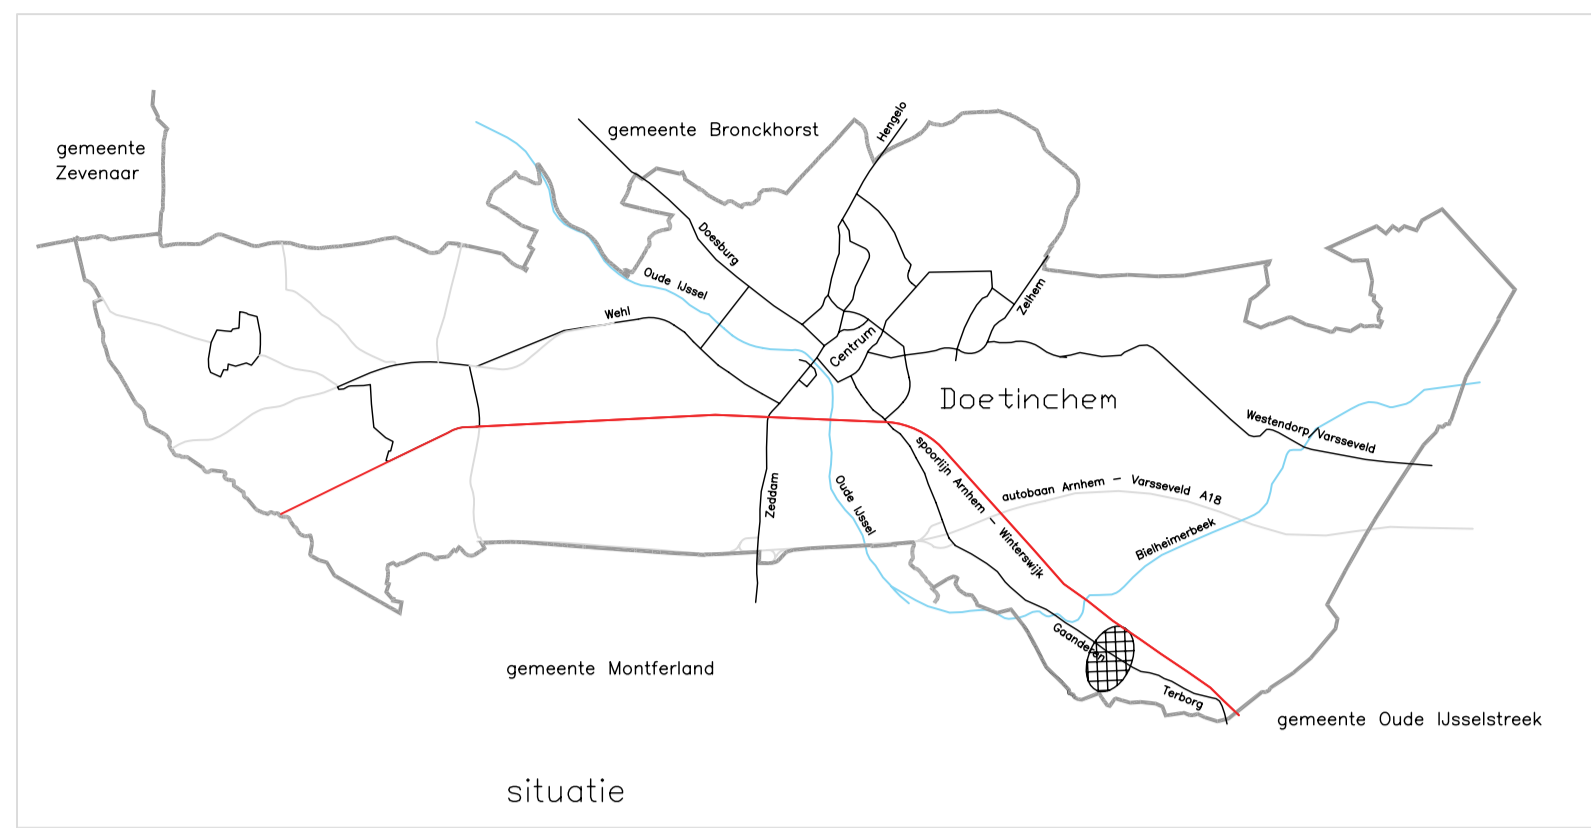 Hengelo
gemeente Bronckhorst
gemeente
Zevenaar
Doesburg
Oude IJssel
Wehl
Zelhem
Centrum
Doetinchem
Westendorp/Varsseveld
spoorlijn Arnhem – Winterswijk
autobaan Arnhem – Varsseveld A18
Zeddam
Oude IJssel
Bielheimerbeek
Gaanderen
gemeente Montferland
Terborg
gemeente Oude IJsselstreek
situatie